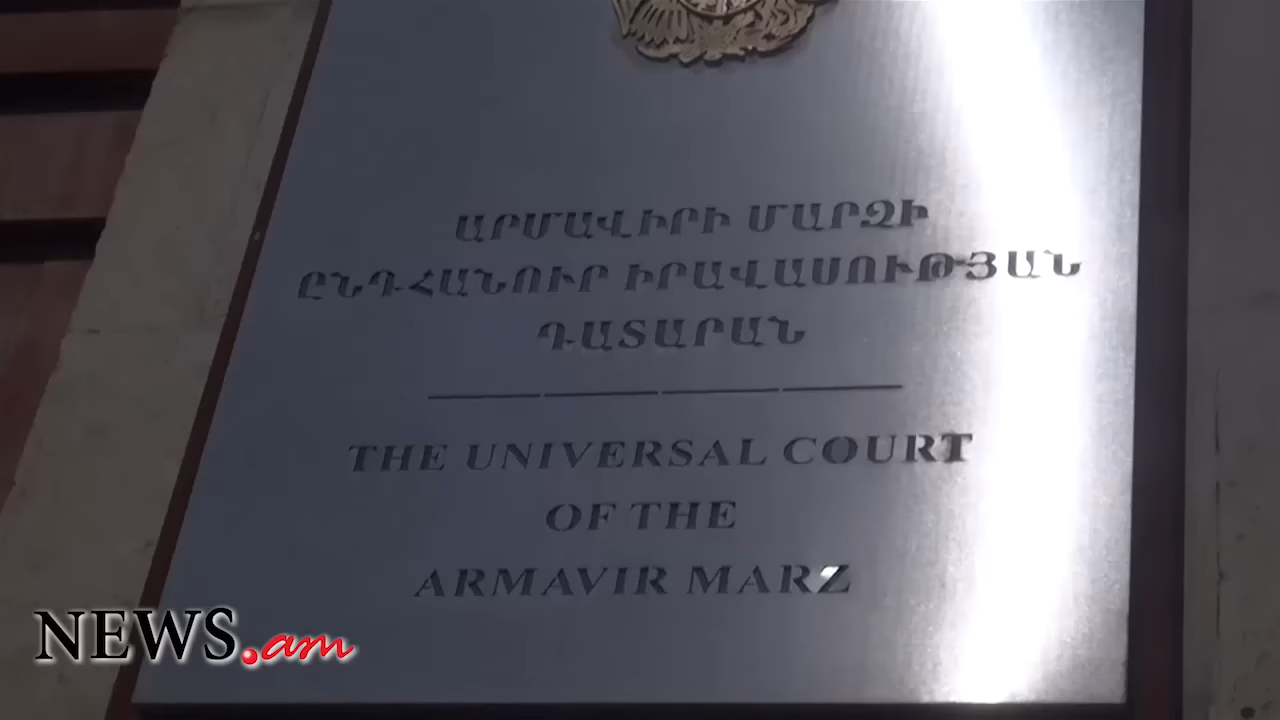 ԱՐՄԱՎԻՐԻ ՄԱՐԶԻ
ԸՆԴՀԱՆՈՒՐ ԻՐԱՎԱՍՈՒԹՅԱՆ
ԴԱՏԱՐԱՆ
THE UNIVERSAL COURT
OF THE
ARMAVIR MARZ
NEWS.am